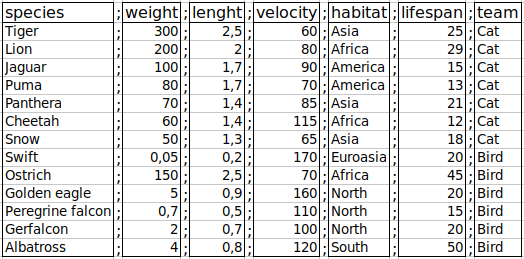 species ; weight ; lenght ; velocity ; habitat ; lifespan ; team
Tiger ; 300 ; 2,5 ; 60 ; Asia ; 25 ; Cat
Lion ; 200 ; 2 ; 80 ; Africa ; 29 ; Cat
Jaguar ; 100 ; 1,7 ; 90 ; America ; 15 ; Cat
Puma ; 80 ; 1,7 ; 70 ; America ; 13 ; Cat
Panthera ; 70 ; 1,4 ; 85 ; Asia ; 21 ; Cat
Cheetah ; 60 ; 1,4 ; 115 ; Africa ; 12 ; Cat
Snow ; 50 ; 1,3 ; 65 ; Asia ; 18 ; Cat
Swift ; 0,05 ; 0,2 ; 170 ; Euroasia ; 20 ; Bird
Ostrich ; 150 ; 2,5 ; 70 ; Africa ; 45 ; Bird
Golden eagle ; 5 ; 0,9 ; 160 ; North ; 20 ; Bird
Peregrine falcon ; 0,7 ; 0,5 ; 110 ; North ; 15 ; Bird
Gerfalcon ; 2 ; 0,7 ; 100 ; North ; 20 ; Bird
Albatross ; 4 ; 0,8 ; 120 ; South ; 50 ; Bird